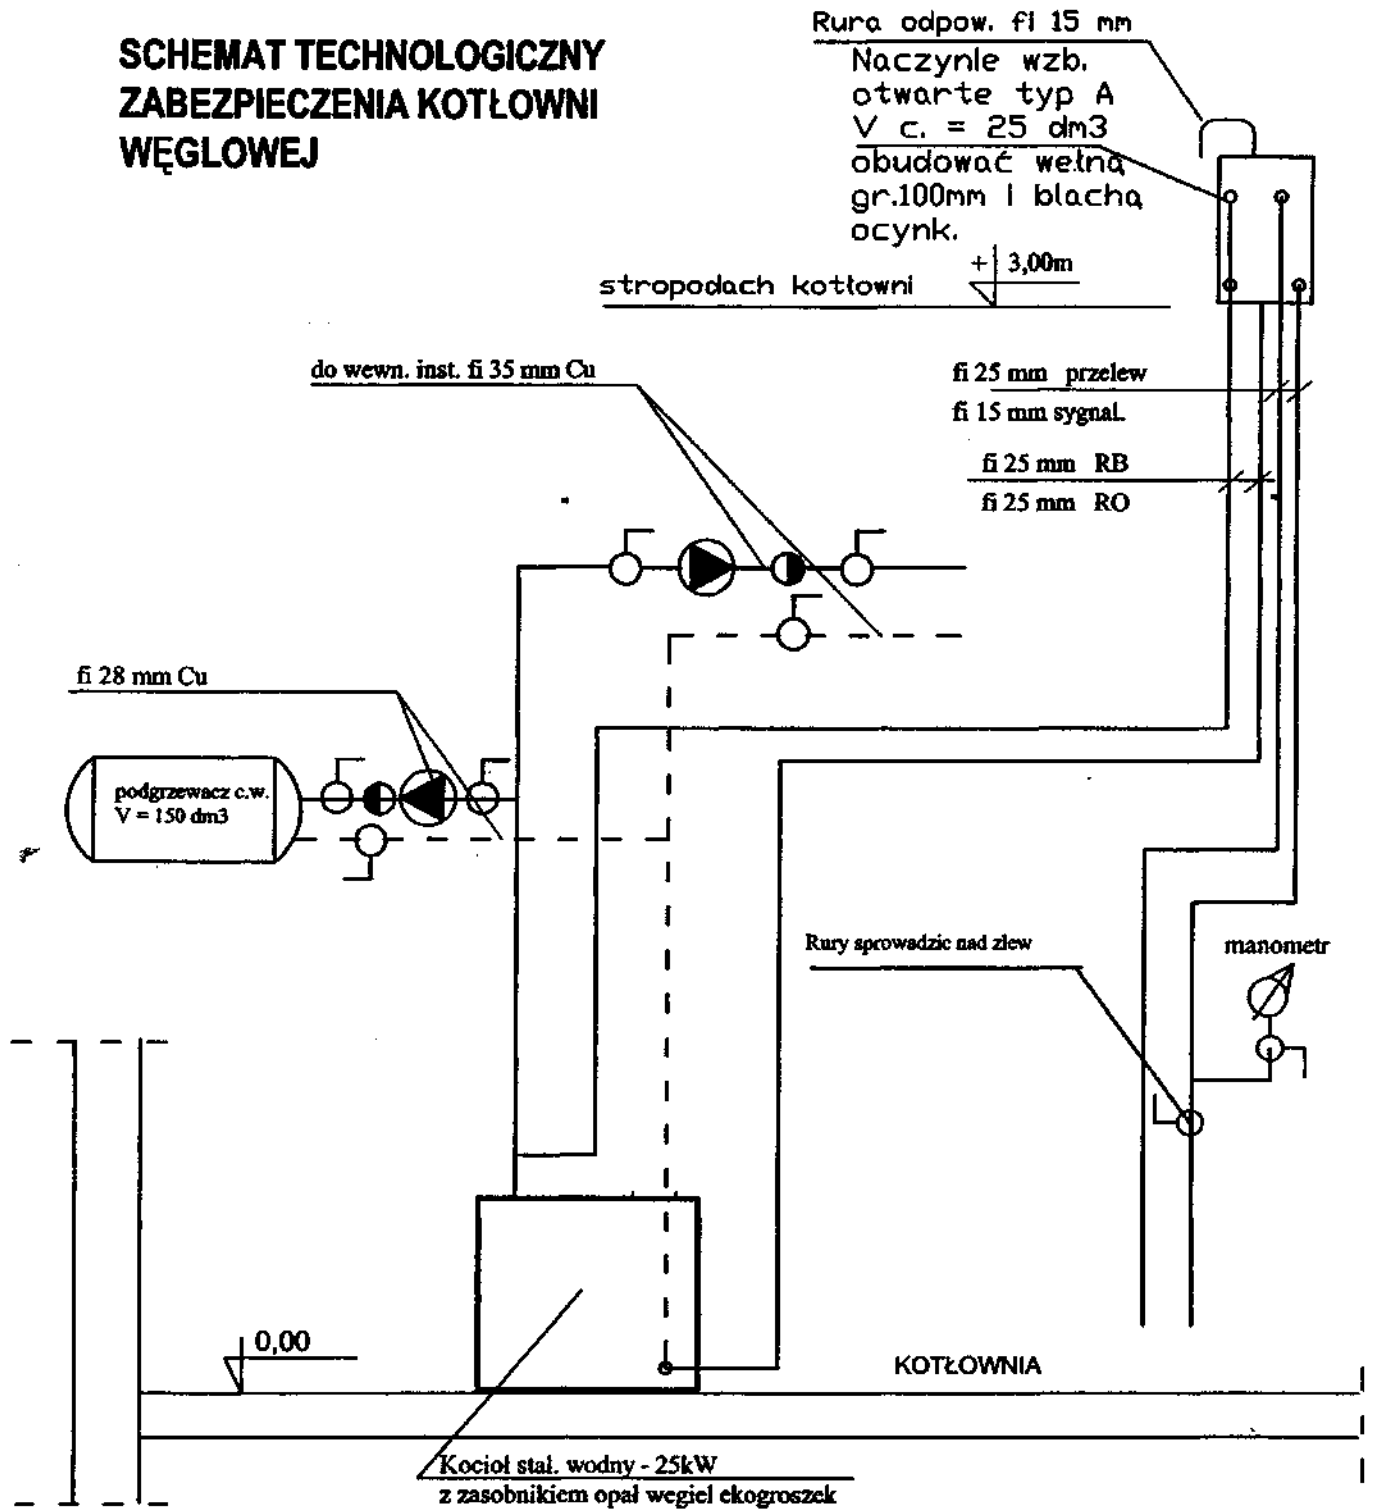 SCHEMAT TECHNOLOGICZNY
ZABEZPIECZENIA KOTŁOWNI
WĘGLOWEJ
Rura odpow. fi 15 mm
Naczynie wzb.
otwarte typ A
V c. = 25 dm3
obudować wełną
gr.100mm i blachą
ocynk.
+ 3,00m
stropodach kotłowni
do wewn. inst. fi 35 mm Cu
fi 25 mm przelew
fi 15 mm sygnal.
fi 25 mm RB
fi 25 mm RO
fi 28 mm Cu
podgrzewacz c.w.
V = 150 dm3
Rury sprowadzic nad zlew
manometr
0,00
KOTŁOWNIA
Kocioł stal. wodny - 25kW
z zasobnikiem opał wegiel ekogroszek